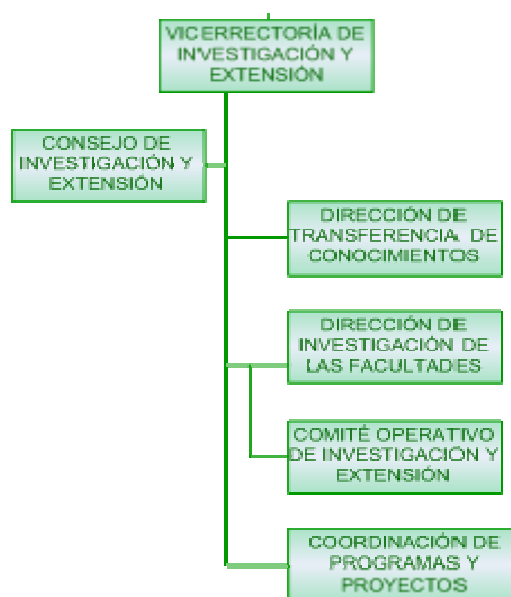 VICERRECTORÍA DE
INVESTIGACIÓN Y
EXTENSIÓN
CONSEJO DE
INVESTIGACIÓN Y
EXTENSIÓN
DIRECCIÓN DE
TRANSFERENCIA DE
CONOCIMIENTOS
DIRECCIÓN DE
INVESTIGACIÓN DE
LAS FACULTADES
COMITÉ OPERATIVO
DE INVESTIGACIÓN Y
EXTENSIÓN
COORDINACIÓN DE
PROGRAMAS Y
PROYECTOS